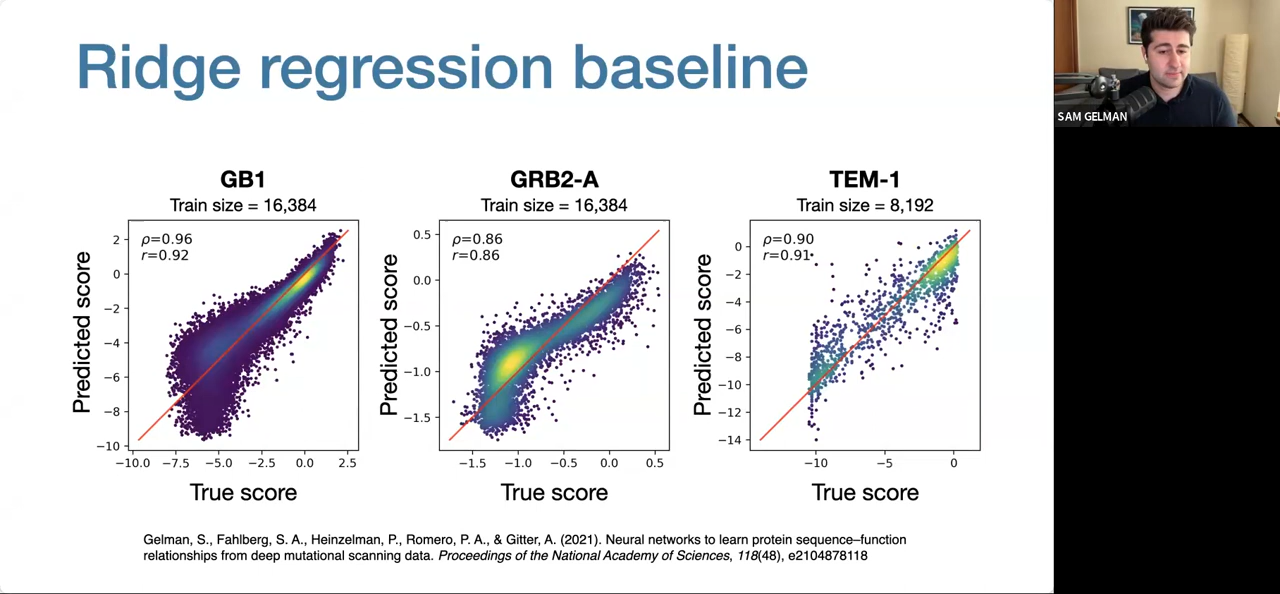 Ridge regression baseline
SAM GELMAN
GB1
Train size = 16,384
ρ=0.96
r=0.92
Predicted score
2
0
−2
−4
−6
−8
−10
−10.0 −7.5 −5.0 −2.5 0.0 2.5
True score
GRB2-A
Train size = 16,384
ρ=0.86
r=0.86
Predicted score
0.5
0.0
−0.5
−1.0
−1.5
−1.5 −1.0 −0.5 0.0 0.5
True score
TEM-1
Train size = 8,192
ρ=0.90
r=0.91
Predicted score
0
−2
−4
−6
−8
−10
−12
−14
−10 −5 0
True score
Gelman, S., Fahlberg, S. A., Heinzelman, P., Romero, P. A., & Gitter, A. (2021). Neural networks to learn protein sequence–function
relationships from deep mutational scanning data. Proceedings of the National Academy of Sciences, 118(48), e2104878118